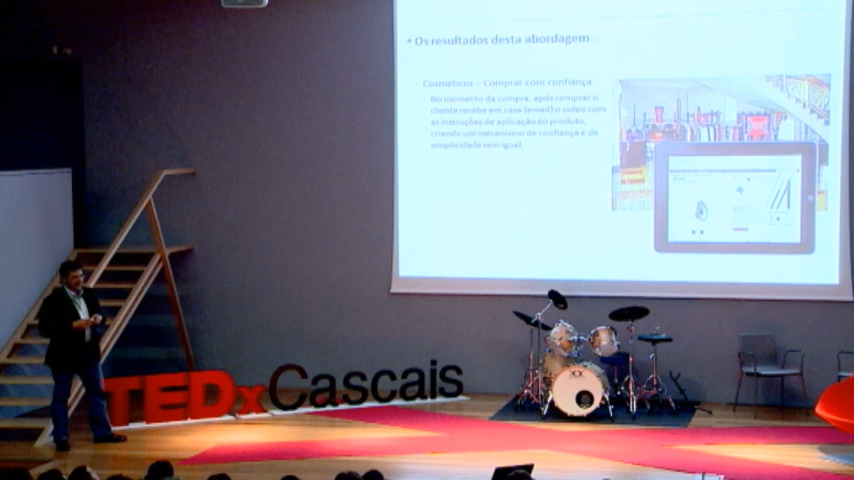 • Os resultados desta abordagem
- Cosméticos – Comprar com confiança
No momento da compra, após comprar o
cliente recebe em casa (email) o vídeo com
as instruções de aplicação do produto,
criando um mecanismo de confiança e de
simplicidade sem igual.
TEDxCascais